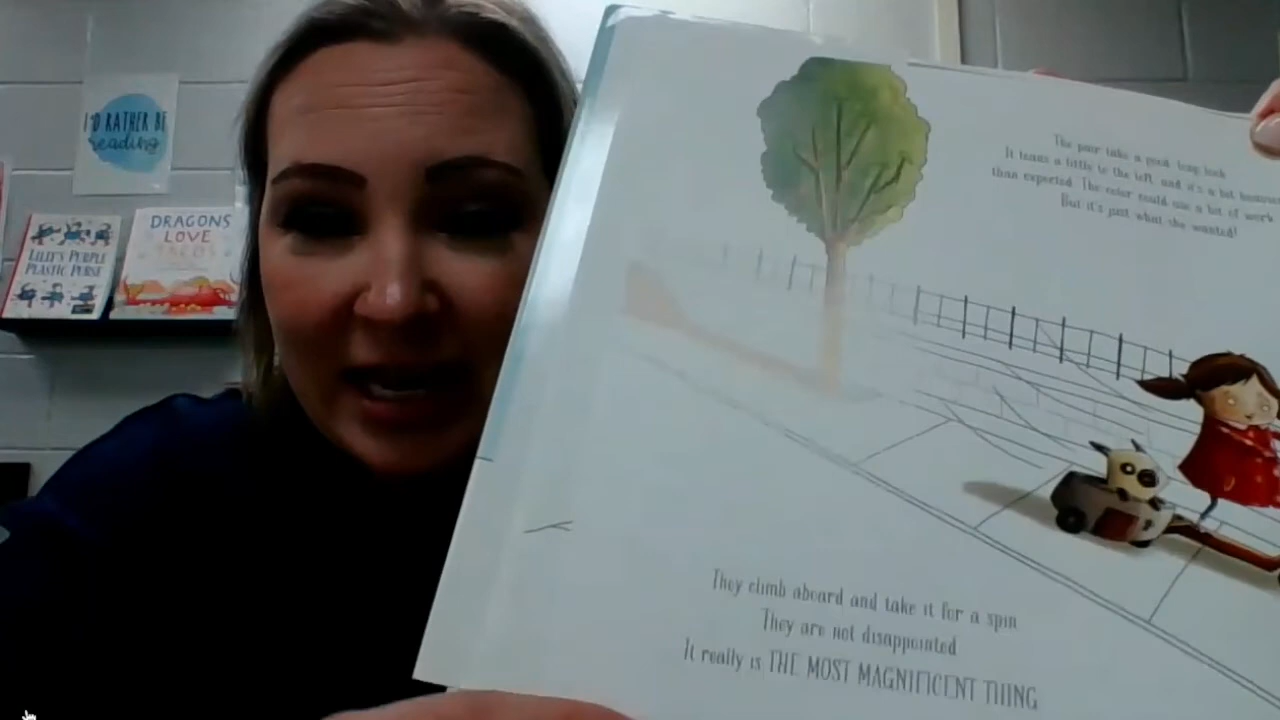 I'D RATHER BE
reading
LILLY'S PURPLE
PLASTIC PURSE
DRAGONS
LOVE
TACOS
The pair take a good, long look.
It leans a little to the left, and it's a bit heavier
than expected. The color could use a bit of work
But it's just what she wanted!
They climb aboard and take it for a spin
They are not disappointed
It really is THE MOST MAGNIFICENT THING